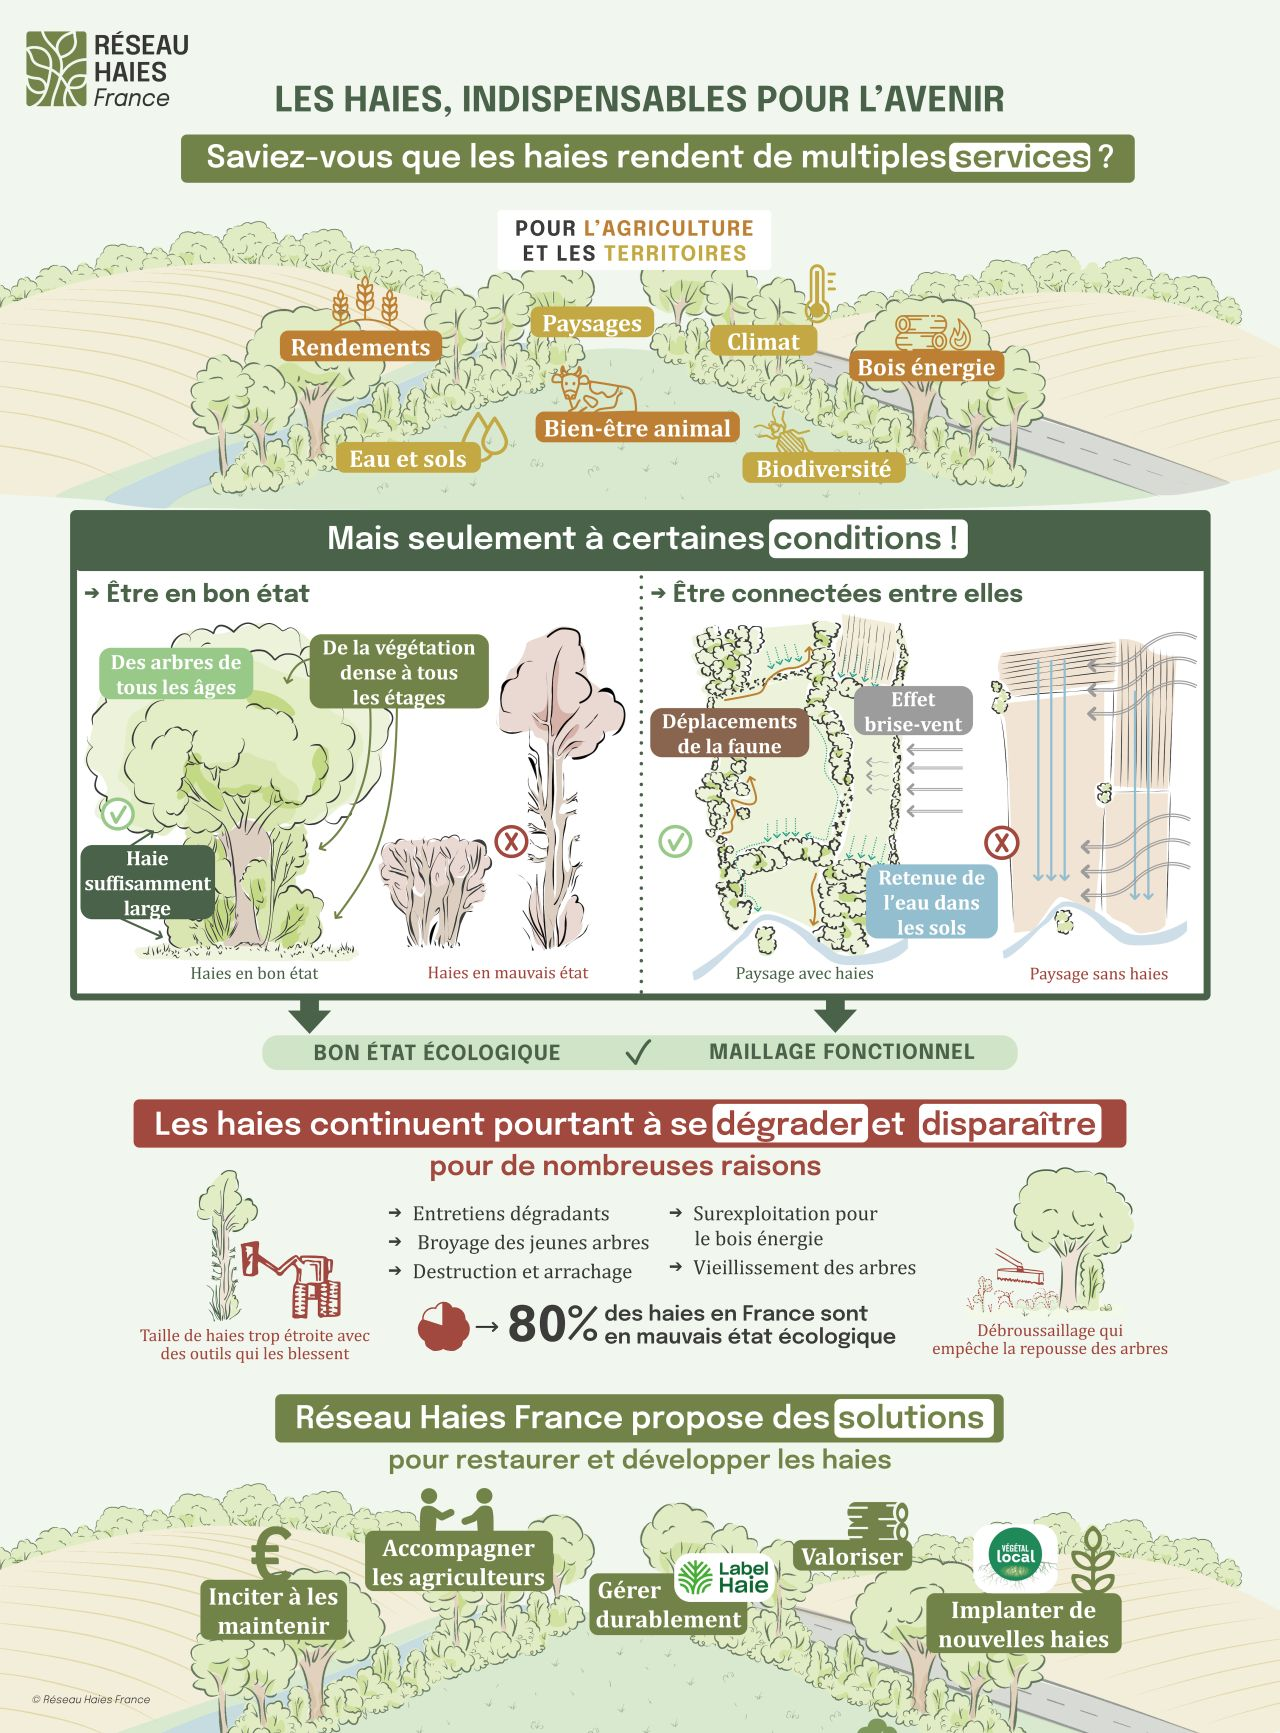 RÉSEAU
HAIES
France
LES HAIES, INDISPENSABLES POUR L'AVENIR
Saviez-vous que les haies rendent de multiples services ?
POUR L'AGRICULTURE
ET LES TERRITOIRES
Rendements
Paysages
Climat
Bois énergie
Bien-être animal
Eau et sols
Biodiversité
Mais seulement à certaines conditions !
➔ Être en bon état
Des arbres de
tous les âges
De la végétation
dense à tous
les étages
Haie
suffisamment
large
Haies en bon état
Haies en mauvais état
➔ Être connectées entre elles
Déplacements
de la faune
Effet
brise-vent
Retenue de
l'eau dans
les sols
Paysage avec haies
Paysage sans haies
BON ÉTAT ÉCOLOGIQUE
MAILLAGE FONCTIONNEL
Les haies continuent pourtant à se dégrader et disparaître
pour de nombreuses raisons
➔ Entretiens dégradants
➔ Broyage des jeunes arbres
➔ Destruction et arrachage
➔ Surexploitation pour
le bois énergie
➔ Vieillissement des arbres
→ 80% des haies en France sont
en mauvais état écologique
Taille de haies trop étroite avec
des outils qui les blessent
Débroussaillage qui
empêche la repousse des arbres
Réseau Haies France propose des solutions
pour restaurer et développer les haies
€
Inciter à les
maintenir
Accompagner
les agriculteurs
Gérer
durablement
Label
Haie
Valoriser
VÉGÉTAL
local
Implanter de
nouvelles haies
© Réseau Haies France